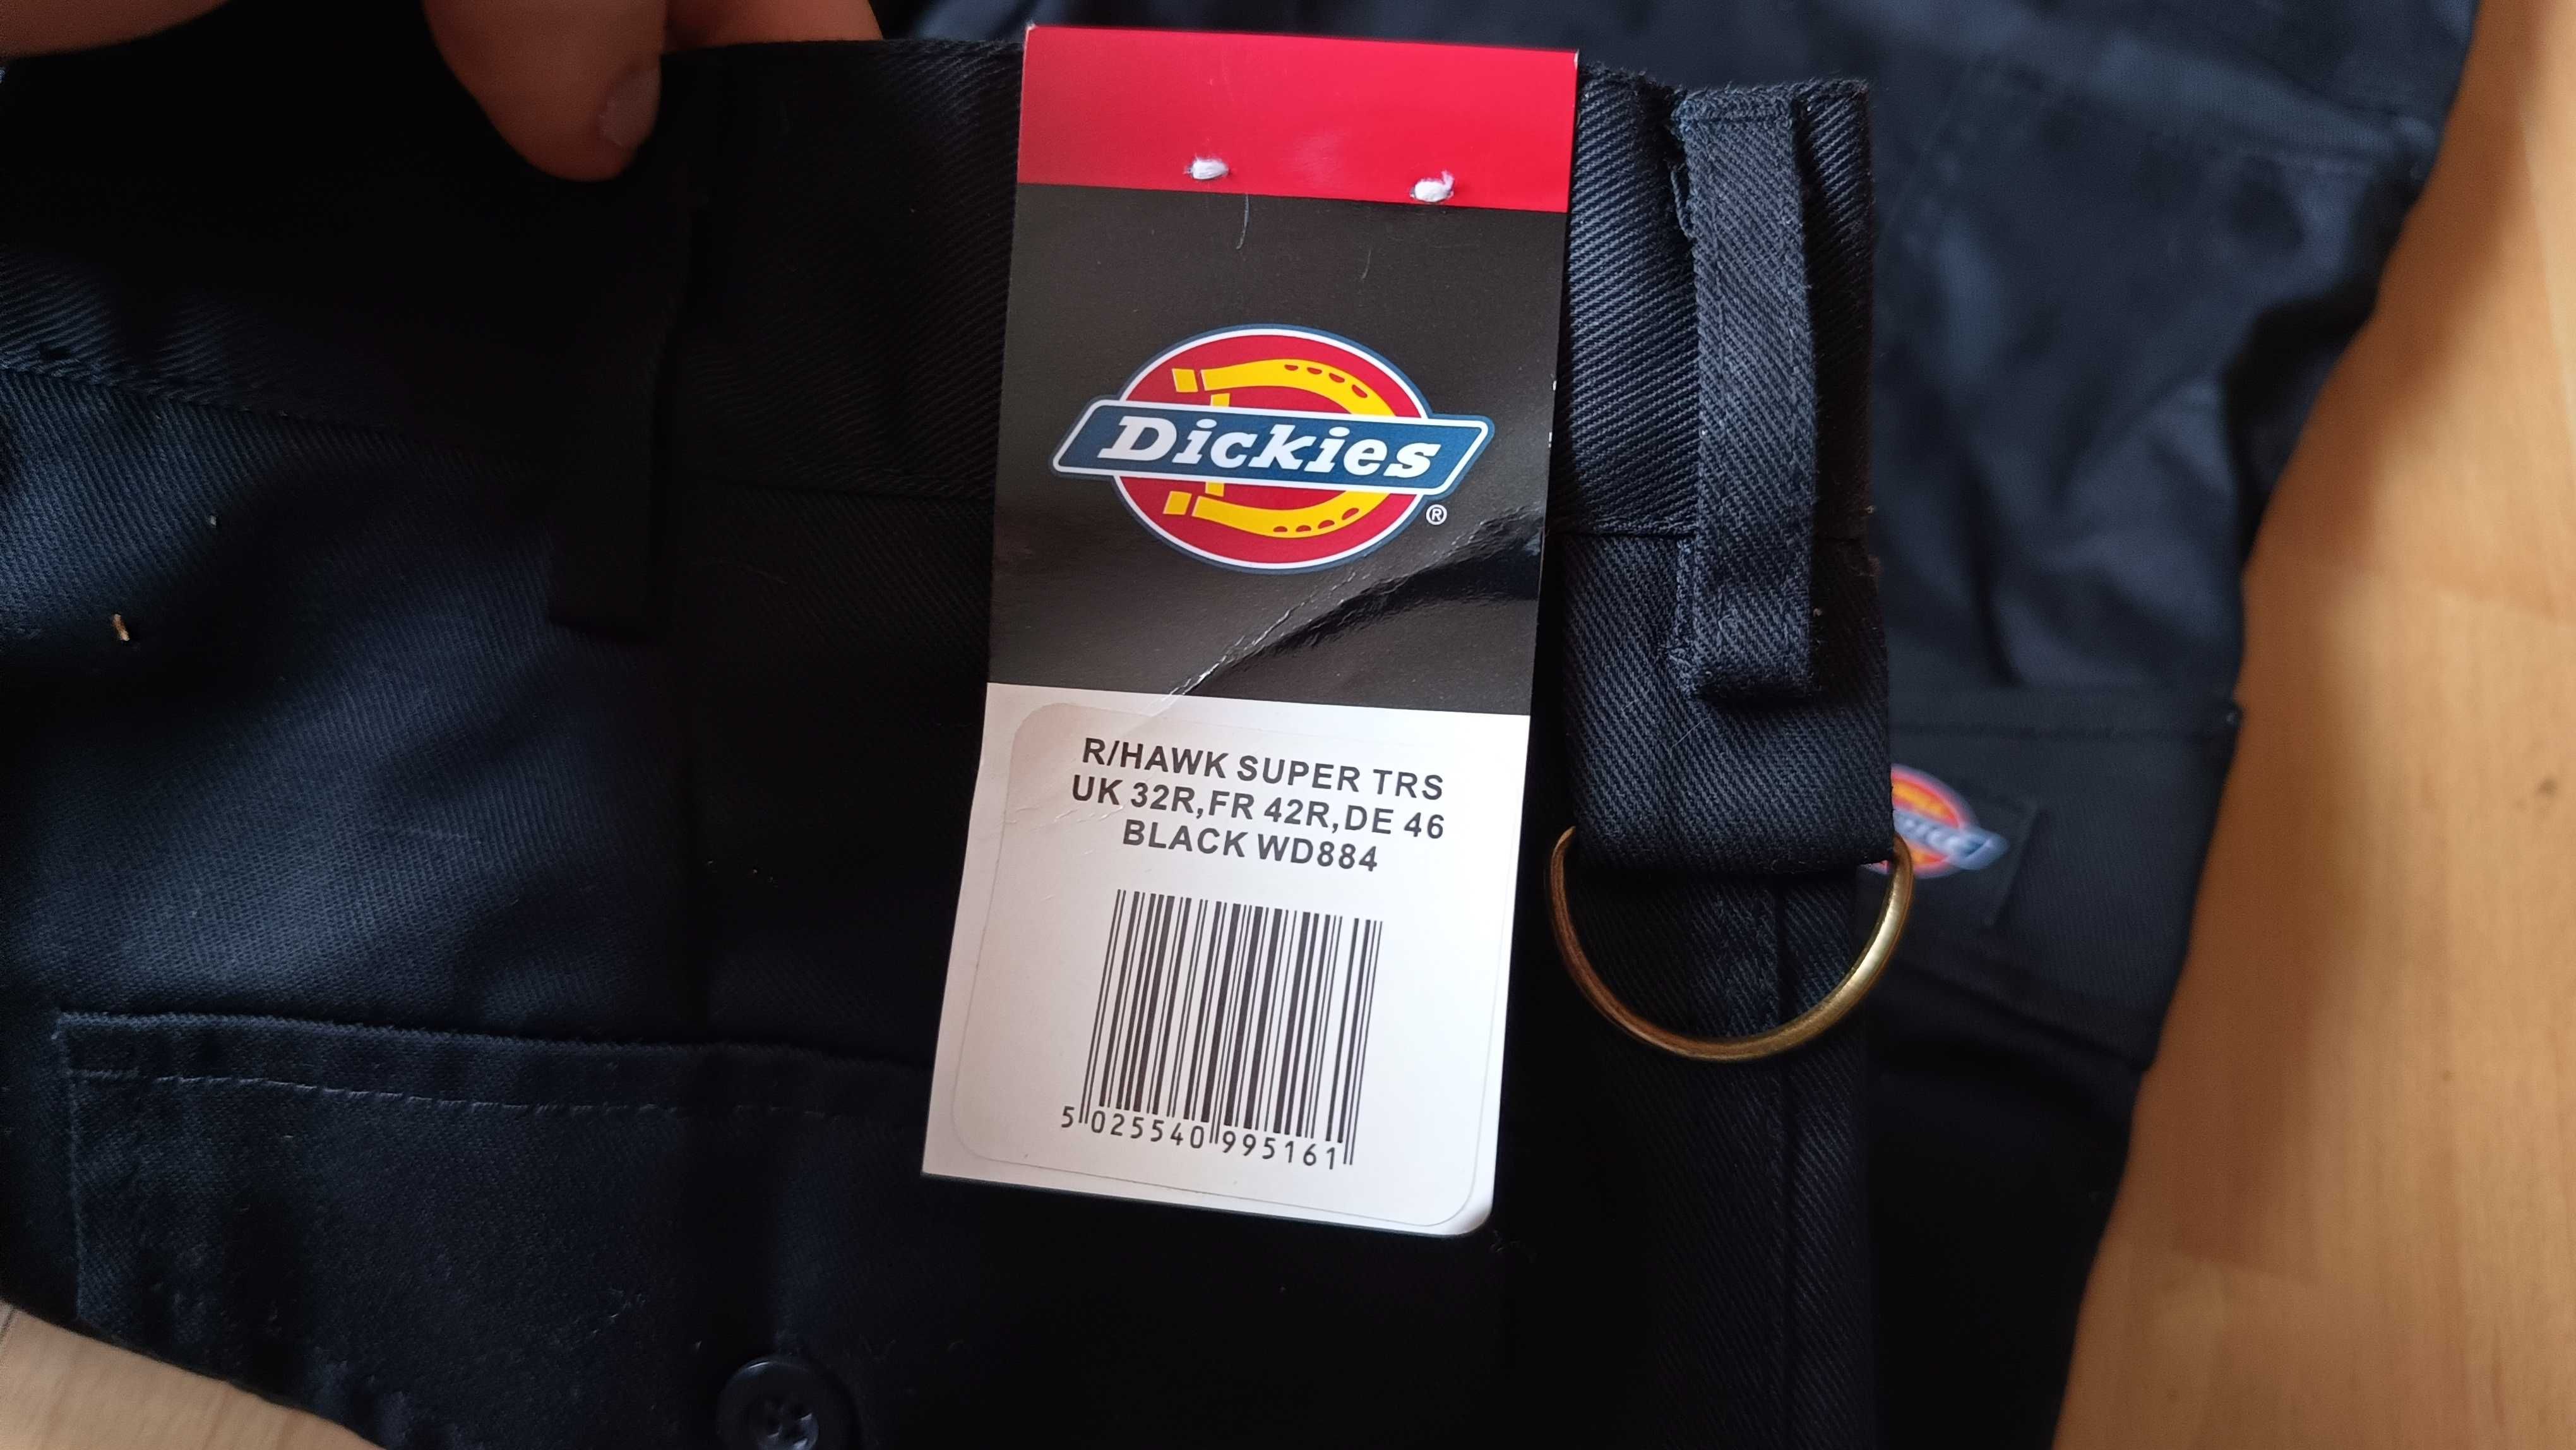 Dickies
®
R/HAWK SUPER TRS
UK 32R,FR 42R,DE 46
BLACK WD884
5 025540 995161